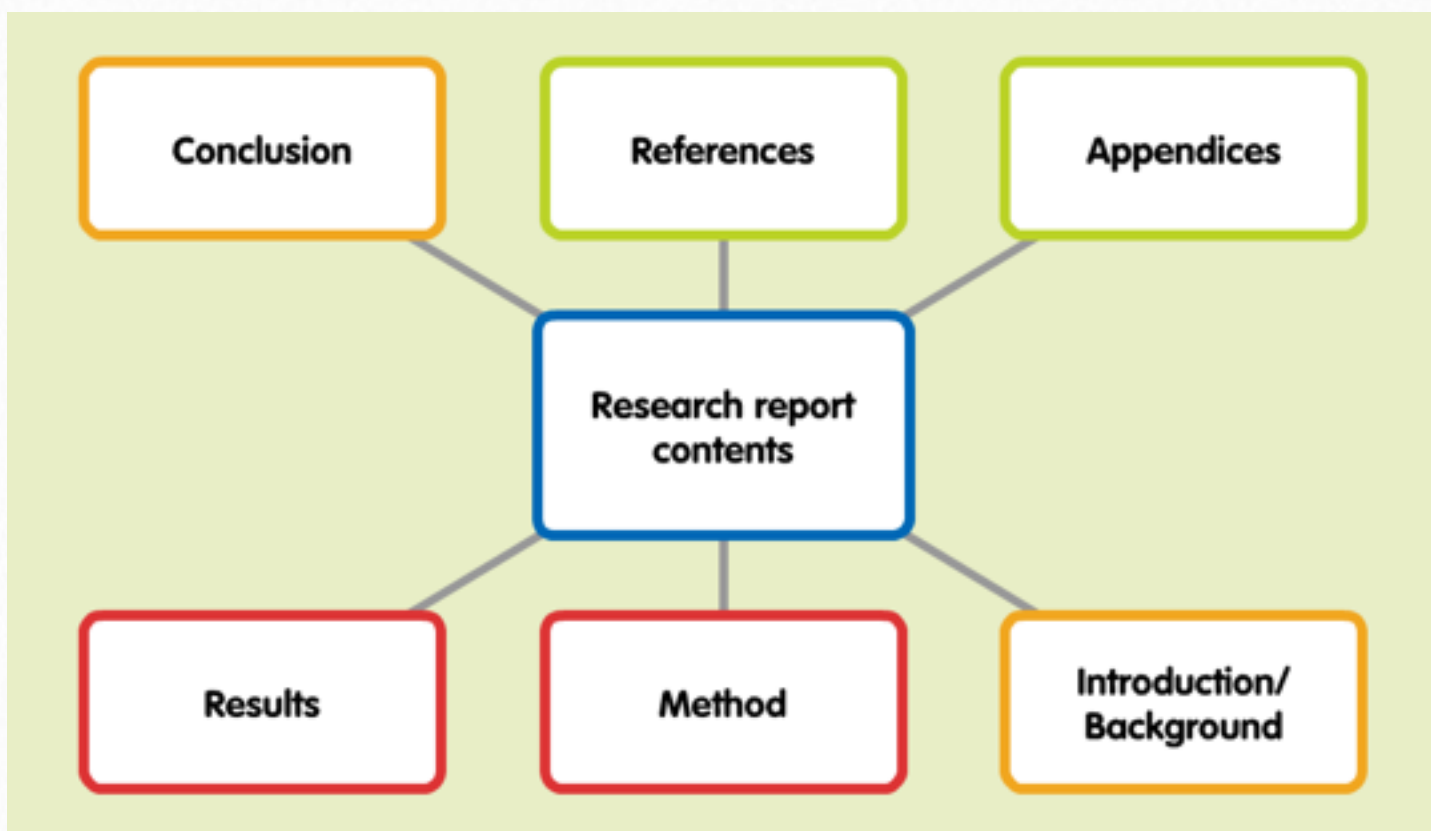 Conclusion
References
Appendices
Research report
contents
Results
Method
Introduction/
Background